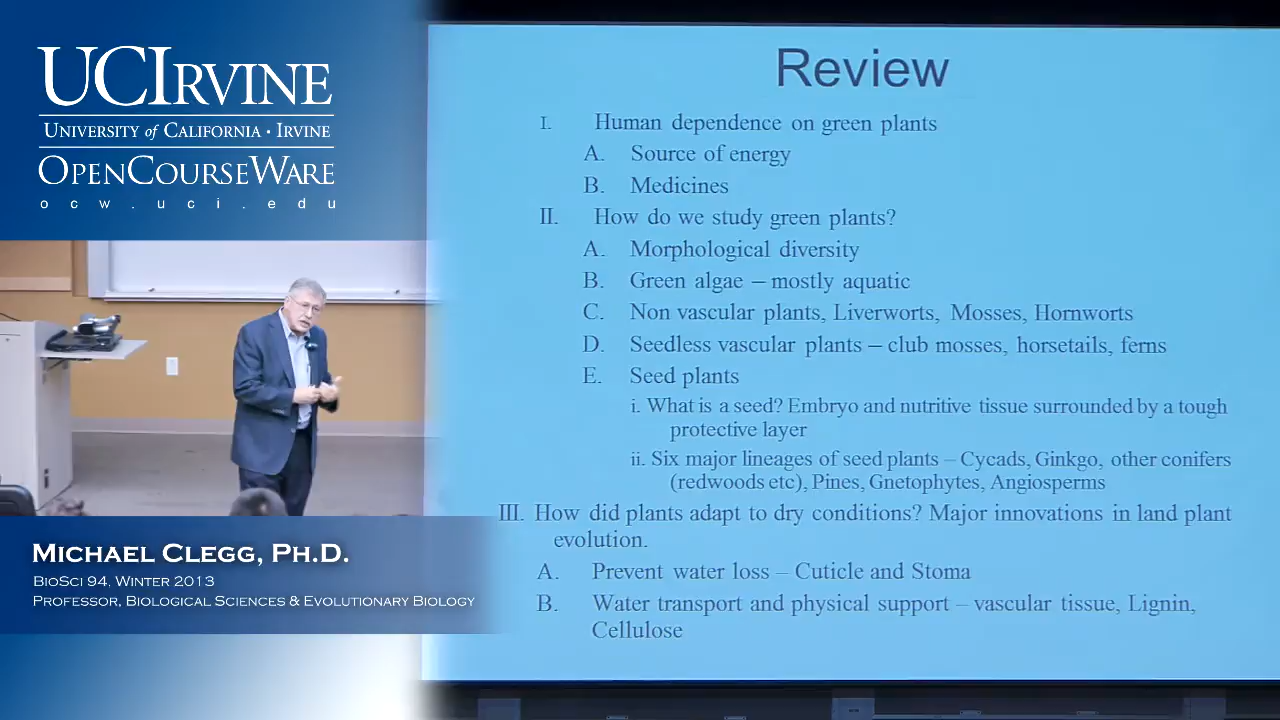 UCIRVINE
UNIVERSITY of CALIFORNIA • IRVINE
OPENCOURSEWARE
ocw.uci.edu
MICHAEL CLEGG, PH.D.
BIOSCI 94, WINTER 2013
PROFESSOR, BIOLOGICAL SCIENCES & EVOLUTIONARY BIOLOGY
Review
I. Human dependence on green plants
A. Source of energy
B. Medicines
II. How do we study green plants?
A. Morphological diversity
B. Green algae – mostly aquatic
C. Non vascular plants, Liverworts, Mosses, Hornworts
D. Seedless vascular plants – club mosses, horsetails, ferns
E. Seed plants
i. What is a seed? Embryo and nutritive tissue surrounded by a tough
protective layer
ii. Six major lineages of seed plants – Cycads, Ginkgo, other conifers
(redwoods etc), Pines, Gnetophytes, Angiosperms
III. How did plants adapt to dry conditions? Major innovations in land plant
evolution.
A. Prevent water loss – Cuticle and Stoma
B. Water transport and physical support – vascular tissue, Lignin,
Cellulose